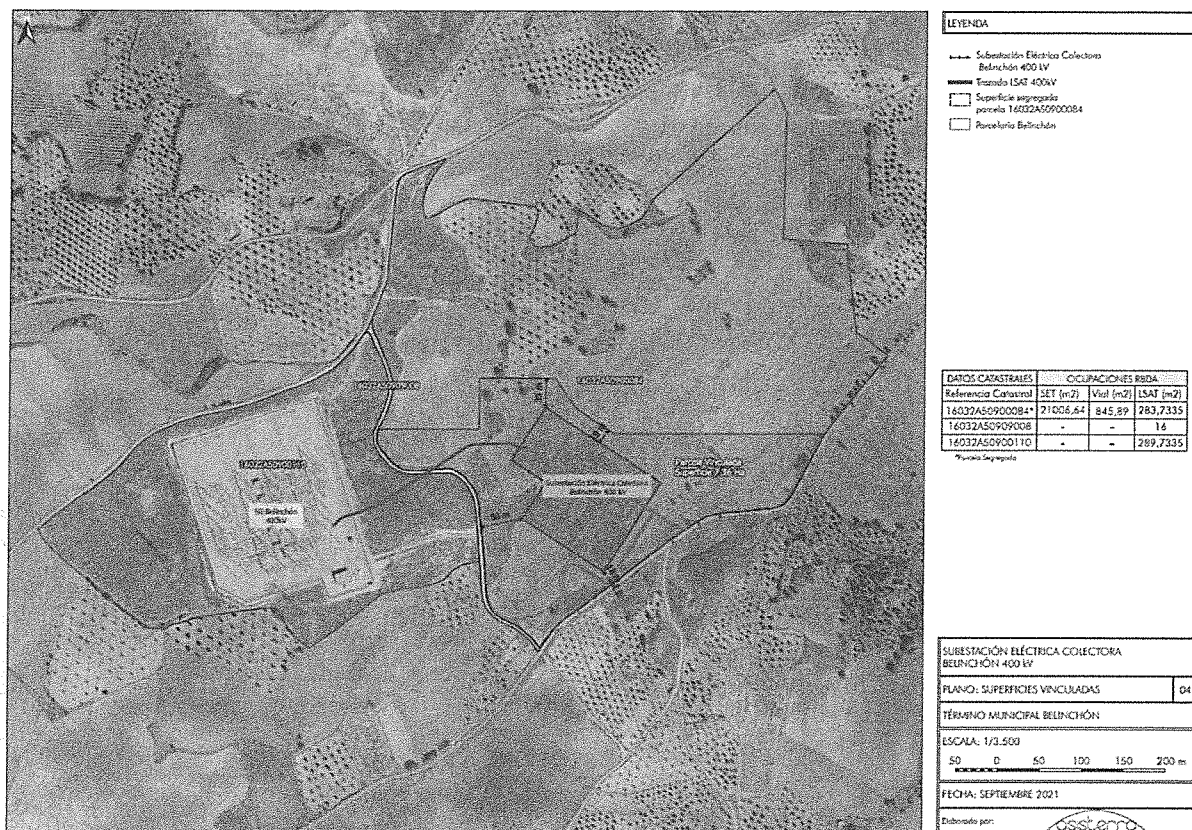 LEYENDA
Subestación Eléctrica Colectora
Belinchón 400 kV
Trazado LSAT 400kV
Superficie segregada
parcela 16032A50900084
Parcelario Belinchón
DATOS CATASTRALES OCUPACIONES RBDA
Referencia Catastral SET (m2) Vial (m2) LSAT (m2)
16032A50900084* 21006,64 845,89 283,7335
16032A50909008 - - 16
16032A50900110 - - 289,7335
*Parcela Segregada
16032A50900084
Subestación Eléctrica Colectora
Belinchón 400 kV
SE Belinchón
400kV
SUBESTACIÓN ELÉCTRICA COLECTORA
BELINCHÓN 400 kV
PLANO: SUPERFICIES VINCULADAS 04
TÉRMINO MUNICIPAL BELINCHÓN
ESCALA: 1/3.500
50 0 50 100 150 200 m
FECHA: SEPTIEMBRE 2021
Elaborado por: